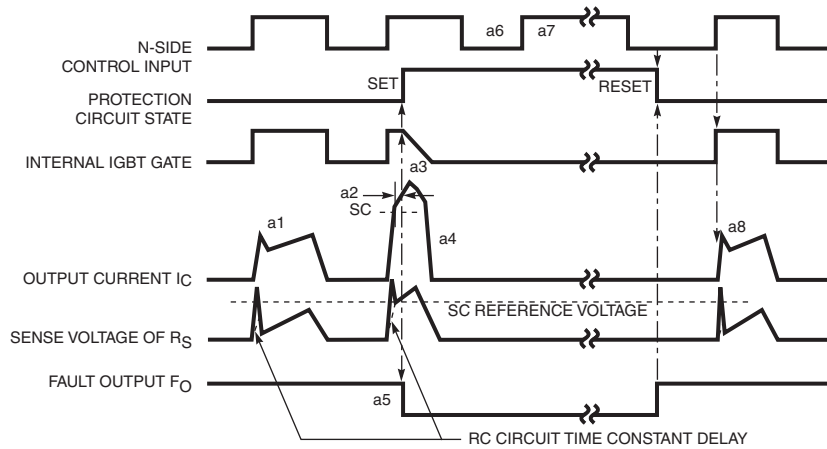 a6
a7
N-SIDE
CONTROL INPUT
SET
RESET
PROTECTION
CIRCUIT STATE
INTERNAL IGBT GATE
a3
a2
SC
a1
a4
a8
OUTPUT CURRENT IC
SC REFERENCE VOLTAGE
SENSE VOLTAGE OF RS
FAULT OUTPUT FO
a5
RC CIRCUIT TIME CONSTANT DELAY